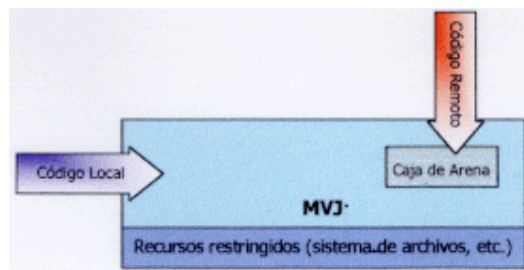 Código Remoto
Código Local
Caja de Arena
MVJ
Recursos restringidos (sistema de archivos, etc.)